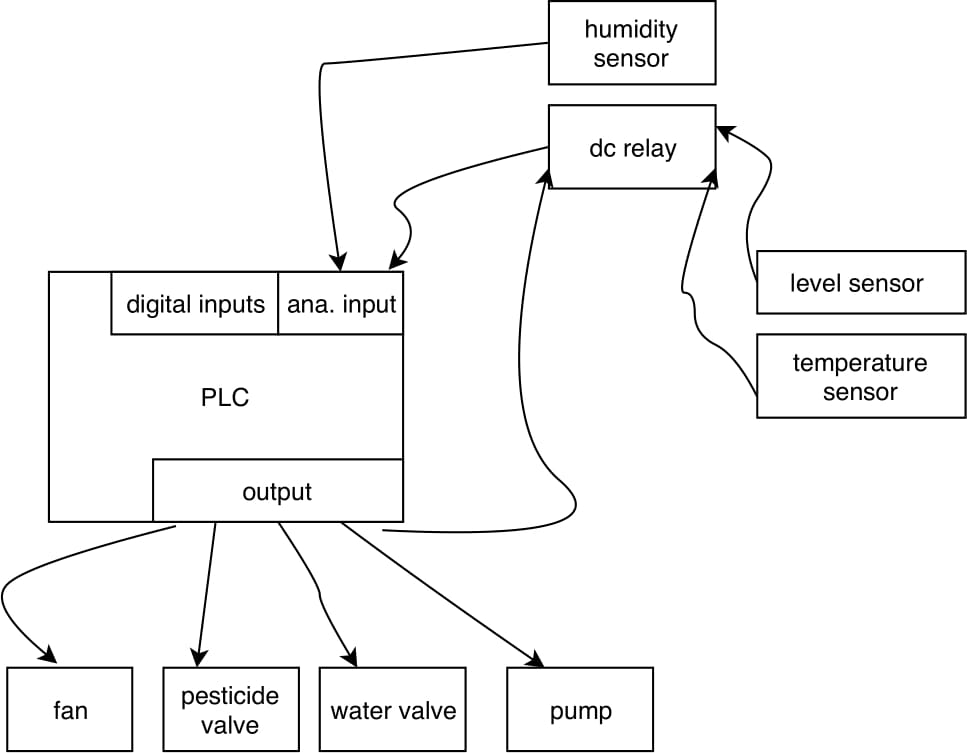 humidity
sensor
dc relay
level sensor
digital inputs
ana. input
temperature
sensor
PLC
output
fan
pesticide
valve
water valve
pump